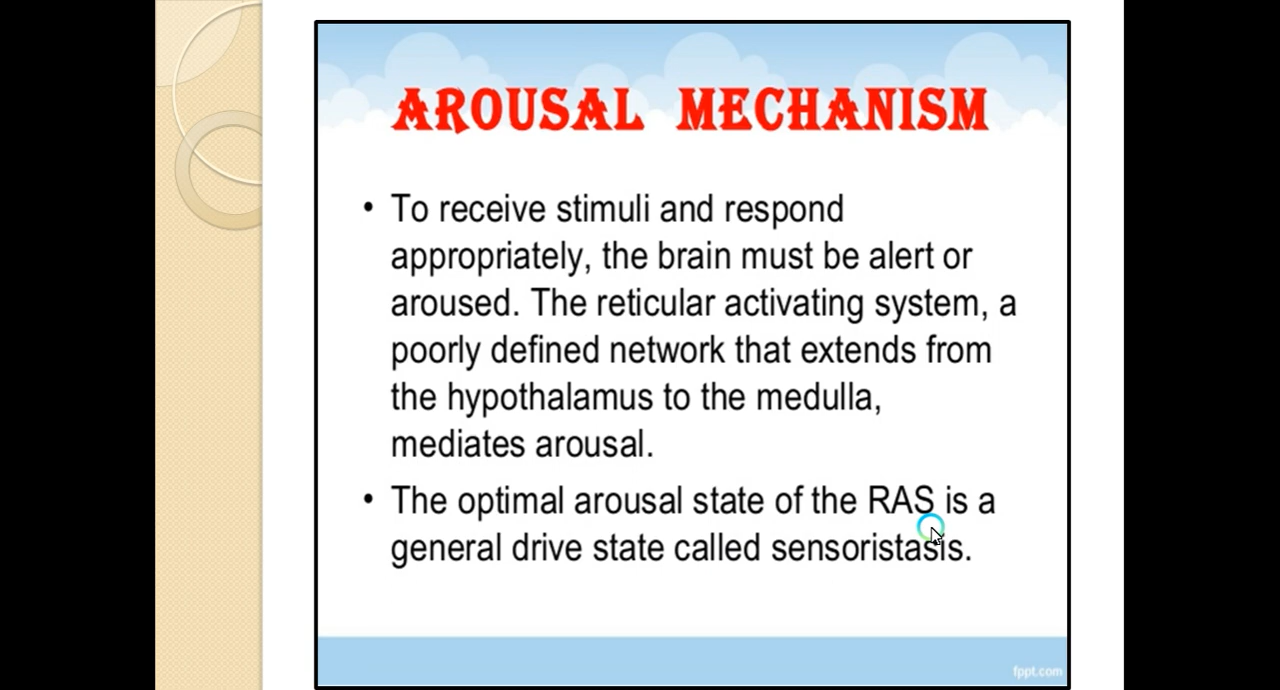 AROUSAL MECHANISM
• To receive stimuli and respond
appropriately, the brain must be alert or
aroused. The reticular activating system, a
poorly defined network that extends from
the hypothalamus to the medulla,
mediates arousal.
• The optimal arousal state of the RAS is a
general drive state called sensoristasis.
fppt.com